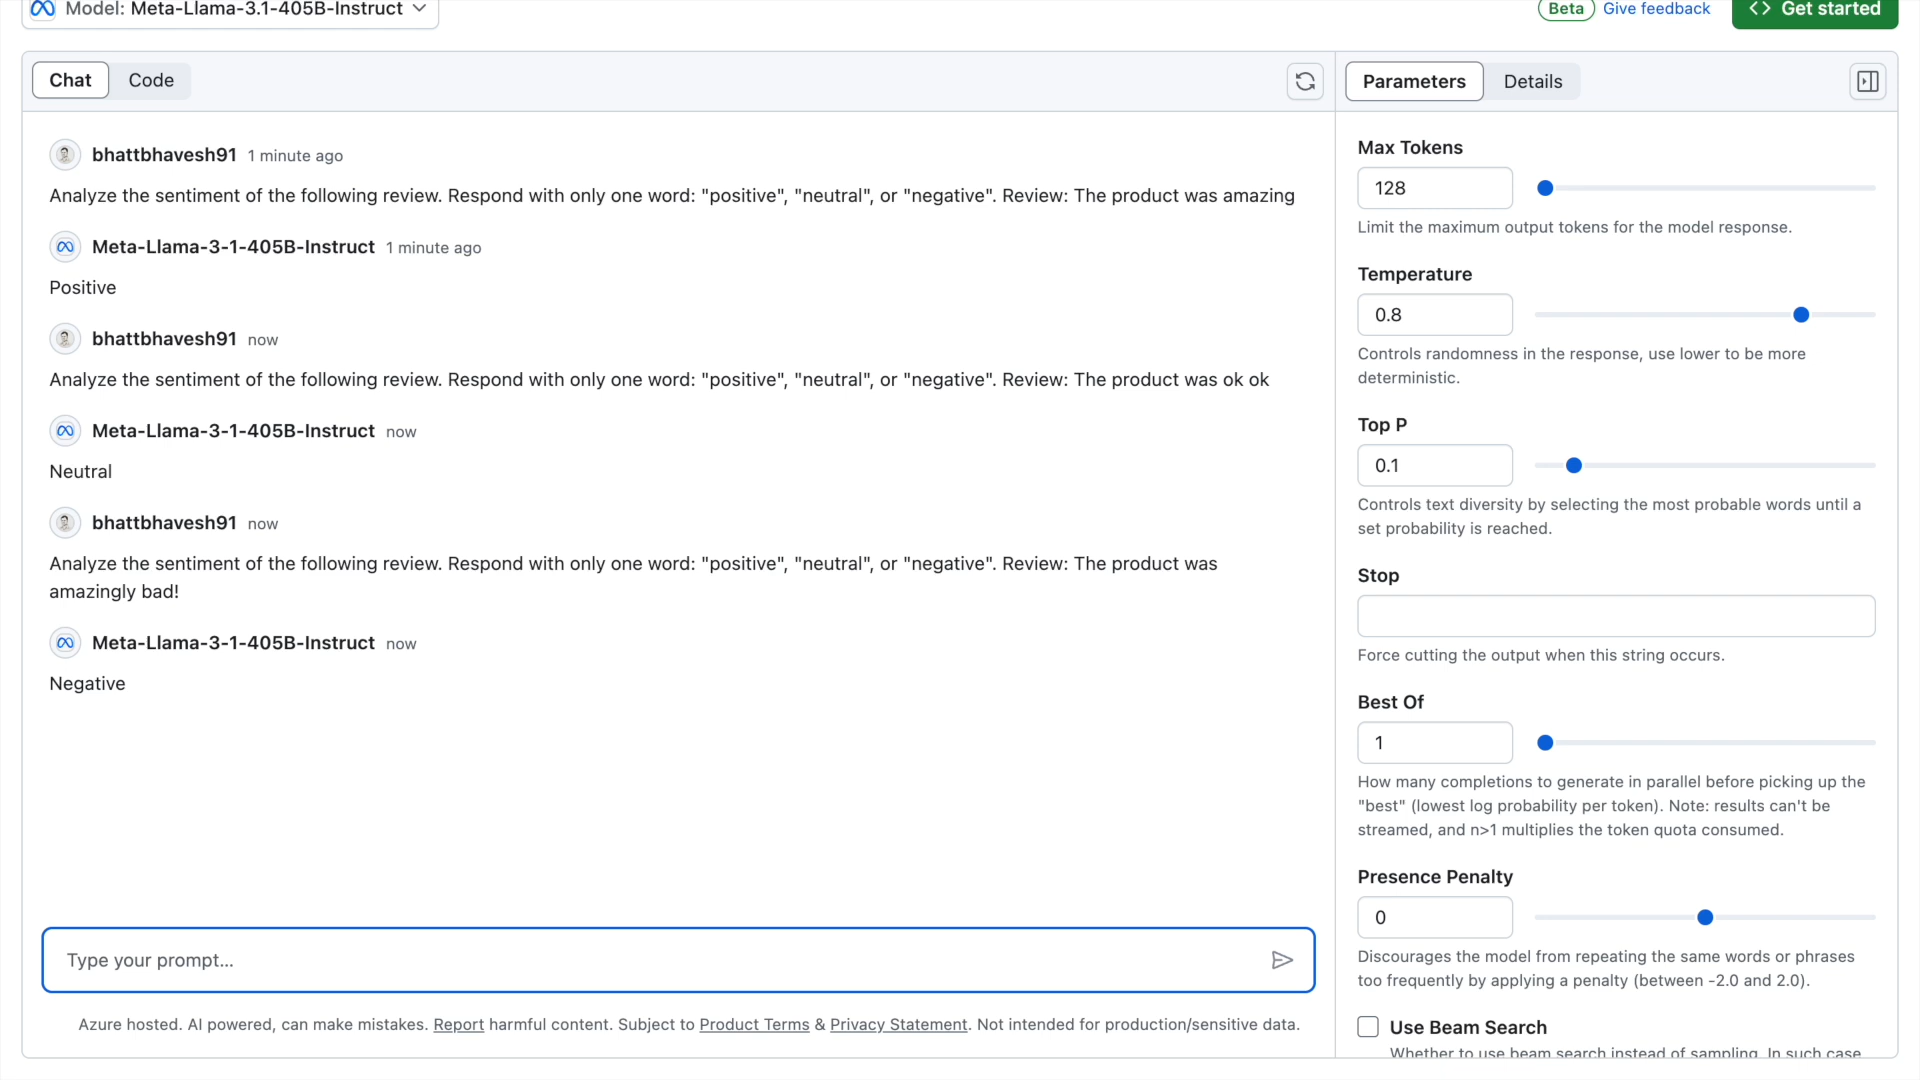 Model: Meta-Llama-3.1-405B-Instruct
Beta
Give feedback
Get started
Chat
Code
bhattbhavesh91 1 minute ago
Analyze the sentiment of the following review. Respond with only one word: "positive", "neutral", or "negative". Review: The product was amazing
Meta-Llama-3-1-405B-Instruct 1 minute ago
Positive
bhattbhavesh91 now
Analyze the sentiment of the following review. Respond with only one word: "positive", "neutral", or "negative". Review: The product was ok ok
Meta-Llama-3-1-405B-Instruct now
Neutral
bhattbhavesh91 now
Analyze the sentiment of the following review. Respond with only one word: "positive", "neutral", or "negative". Review: The product was
amazingly bad!
Meta-Llama-3-1-405B-Instruct now
Negative
Type your prompt...
Azure hosted. AI powered, can make mistakes. Report harmful content. Subject to Product Terms & Privacy Statement. Not intended for production/sensitive data.
Parameters
Details
Max Tokens
128
Limit the maximum output tokens for the model response.
Temperature
0.8
Controls randomness in the response, use lower to be more
deterministic.
Top P
0.1
Controls text diversity by selecting the most probable words until a
set probability is reached.
Stop
Force cutting the output when this string occurs.
Best Of
1
How many completions to generate in parallel before picking up the
"best" (lowest log probability per token). Note: results can't be
streamed, and n>1 multiplies the token quota consumed.
Presence Penalty
0
Discourages the model from repeating the same words or phrases
too frequently by applying a penalty (between -2.0 and 2.0).
Use Beam Search
Whether to use beam search instead of sampling. In such case